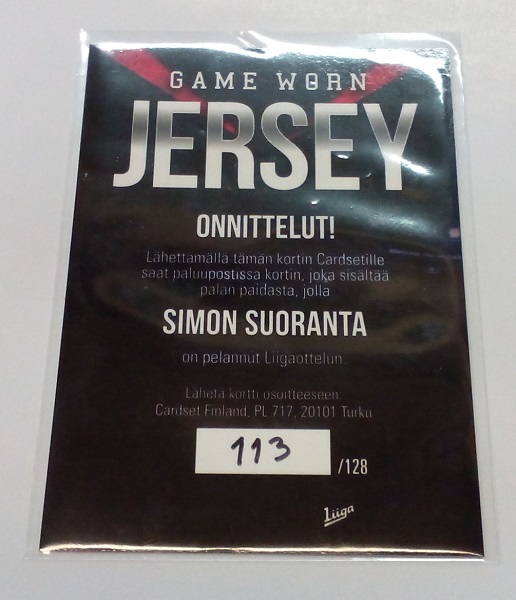 GAME WORN
JERSEY
ONNITTELUT!
Lähettämällä tämän kortin Cardsetille
saat paluupostissa kortin, joka sisältää
palan paidasta, jolla
SIMON SUORANTA
on pelannut Liigaottelun.
Lähetä kortti osoitteeseen:
Cardset Finland, PL 717, 20101 Turku
113 /128
Liiga